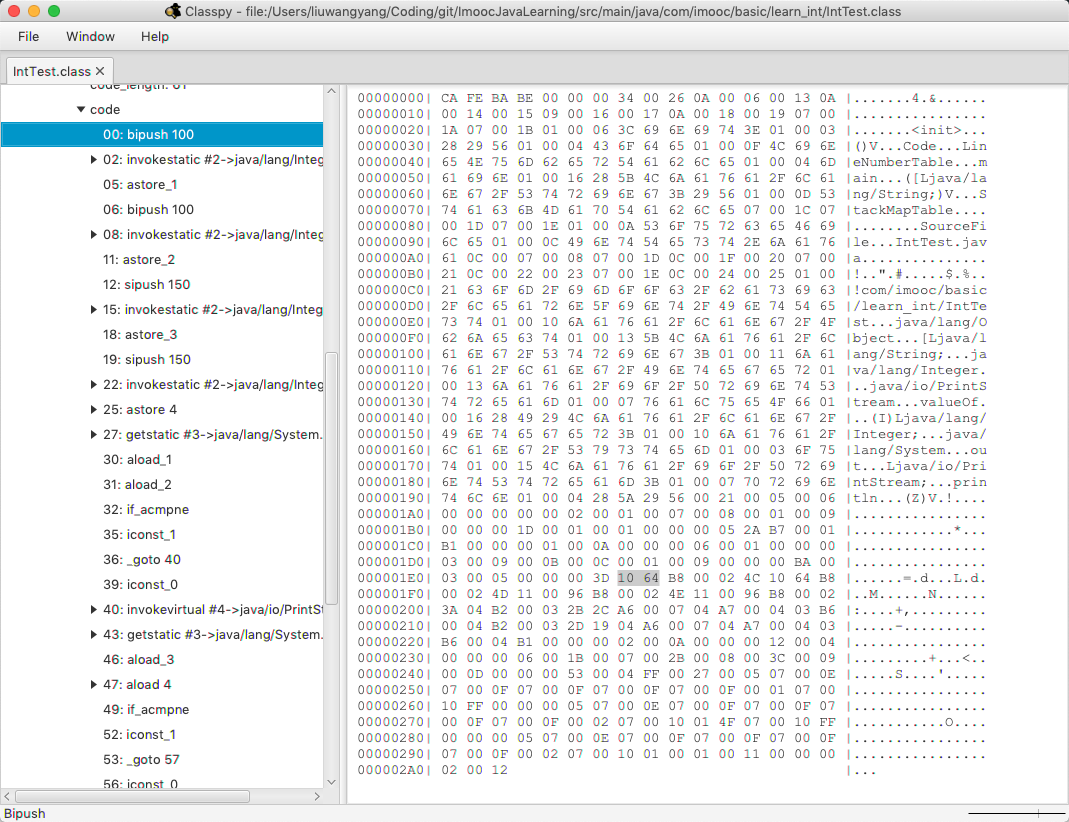 Classpy - file:/Users/liuwangyang/Coding/git/ImoocJavaLearning/src/main/java/com/imooc/basic/learn_int/IntTest.class
File Window Help
IntTest.class ×
code_length: 61
code
00: bipush 100
02: invokestatic #2->java/lang/Integ
05: astore_1
06: bipush 100
08: invokestatic #2->java/lang/Integ
11: astore_2
12: sipush 150
15: invokestatic #2->java/lang/Integ
18: astore_3
19: sipush 150
22: invokestatic #2->java/lang/Integ
25: astore 4
27: getstatic #3->java/lang/System.
30: aload_1
31: aload_2
32: if_acmpne
35: iconst_1
36: _goto 40
39: iconst_0
40: invokevirtual #4->java/io/PrintSt
43: getstatic #3->java/lang/System.
46: aload_3
47: aload 4
49: if_acmpne
52: iconst_1
53: _goto 57
56: iconst_0
00000000| CA FE BA BE 00 00 00 34 00 26 0A 00 06 00 13 0A |.......4.&......
00000010| 00 14 00 15 09 00 16 00 17 0A 00 18 00 19 07 00 |................
00000020| 1A 07 00 1B 01 00 06 3C 69 6E 69 74 3E 01 00 03 |.......<init>...
00000030| 28 29 56 01 00 04 43 6F 64 65 01 00 0F 4C 69 6E |()V...Code...Lin
00000040| 65 4E 75 6D 62 65 72 54 61 62 6C 65 01 00 04 6D |eNumberTable...m
00000050| 61 69 6E 01 00 16 28 5B 4C 6A 61 76 61 2F 6C 61 |ain...([Ljava/la
00000060| 6E 67 2F 53 74 72 69 6E 67 3B 29 56 01 00 0D 53 |ng/String;)V...S
00000070| 74 61 63 6B 4D 61 70 54 61 62 6C 65 07 00 1C 07 |tackMapTable....
00000080| 00 1D 07 00 1E 01 00 0A 53 6F 75 72 63 65 46 69 |........SourceFi
00000090| 6C 65 01 00 0C 49 6E 74 54 65 73 74 2E 6A 61 76 |le...IntTest.jav
000000A0| 61 0C 00 07 00 08 07 00 1D 0C 00 1F 00 20 07 00 |a............ ..
000000B0| 21 0C 00 22 00 23 07 00 1E 0C 00 24 00 25 01 00 |!..".#.....$.%..
000000C0| 21 63 6F 6D 2F 69 6D 6F 6F 63 2F 62 61 73 69 63 |!com/imooc/basic
000000D0| 2F 6C 65 61 72 6E 5F 69 6E 74 2F 49 6E 74 54 65 |/learn_int/IntTe
000000E0| 73 74 01 00 10 6A 61 76 61 2F 6C 61 6E 67 2F 4F |st...java/lang/O
000000F0| 62 6A 65 63 74 01 00 13 5B 4C 6A 61 76 61 2F 6C |bject...[Ljava/l
00000100| 61 6E 67 2F 53 74 72 69 6E 67 3B 01 00 11 6A 61 |ang/String;...ja
00000110| 76 61 2F 6C 61 6E 67 2F 49 6E 74 65 67 65 72 01 |va/lang/Integer.
00000120| 00 13 6A 61 76 61 2F 69 6F 2F 50 72 69 6E 74 53 |..java/io/PrintS
00000130| 74 72 65 61 6D 01 00 07 76 61 6C 75 65 4F 66 01 |tream...valueOf.
00000140| 00 16 28 49 29 4C 6A 61 76 61 2F 6C 61 6E 67 2F |..(I)Ljava/lang/
00000150| 49 6E 74 65 67 65 72 3B 01 00 10 6A 61 76 61 2F |Integer;...java/
00000160| 6C 61 6E 67 2F 53 79 73 74 65 6D 01 00 03 6F 75 |lang/System...ou
00000170| 74 01 00 15 4C 6A 61 76 61 2F 69 6F 2F 50 72 69 |t...Ljava/io/Pri
00000180| 6E 74 53 74 72 65 61 6D 3B 01 00 07 70 72 69 6E |ntStream;...prin
00000190| 74 6C 6E 01 00 04 28 5A 29 56 00 21 00 05 00 06 |tln...(Z)V.!....
000001A0| 00 00 00 00 00 02 00 01 00 07 00 08 00 01 00 09 |................
000001B0| 00 00 00 1D 00 01 00 01 00 00 00 05 2A B7 00 01 |............*...
000001C0| B1 00 00 00 01 00 0A 00 00 00 06 00 01 00 00 00 |................
000001D0| 03 00 09 00 0B 00 0C 00 01 00 09 00 00 00 BA 00 |................
000001E0| 03 00 05 00 00 00 3D 10 64 B8 00 02 4C 10 64 B8 |......=.d...L.d.
000001F0| 00 02 4D 11 00 96 B8 00 02 4E 11 00 96 B8 00 02 |..M......N......
00000200| 3A 04 B2 00 03 2B 2C A6 00 07 04 A7 00 04 03 B6 |:....+,.........
00000210| 00 04 B2 00 03 2D 19 04 A6 00 07 04 A7 00 04 03 |.....-..........
00000220| B6 00 04 B1 00 00 00 02 00 0A 00 00 00 12 00 04 |................
00000230| 00 00 00 06 00 1B 00 07 00 2B 00 08 00 3C 00 09 |.........+...<..
00000240| 00 0D 00 00 00 53 00 04 FF 00 27 00 05 07 00 0E |.....S....'.....
00000250| 07 00 0F 07 00 0F 07 00 0F 07 00 0F 00 01 07 00 |................
00000260| 10 FF 00 00 00 05 07 00 0E 07 00 0F 07 00 0F 07 |................
00000270| 00 0F 07 00 0F 00 02 07 00 10 01 4F 07 00 10 FF |...........O....
00000280| 00 00 00 05 07 00 0E 07 00 0F 07 00 0F 07 00 0F |................
00000290| 07 00 0F 00 02 07 00 10 01 00 01 00 11 00 00 00 |................
000002A0| 02 00 12 |...
Bipush